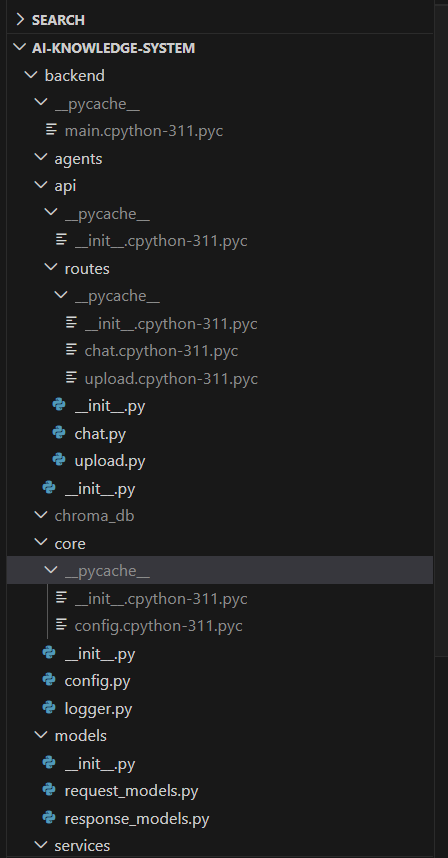 SEARCH
AI-KNOWLEDGE-SYSTEM
backend
__pycache__
main.cpython-311.pyc
agents
api
__pycache__
__init__.cpython-311.pyc
routes
__pycache__
__init__.cpython-311.pyc
chat.cpython-311.pyc
upload.cpython-311.pyc
__init__.py
chat.py
upload.py
__init__.py
chroma_db
core
__pycache__
__init__.cpython-311.pyc
config.cpython-311.pyc
__init__.py
config.py
logger.py
models
__init__.py
request_models.py
response_models.py
services